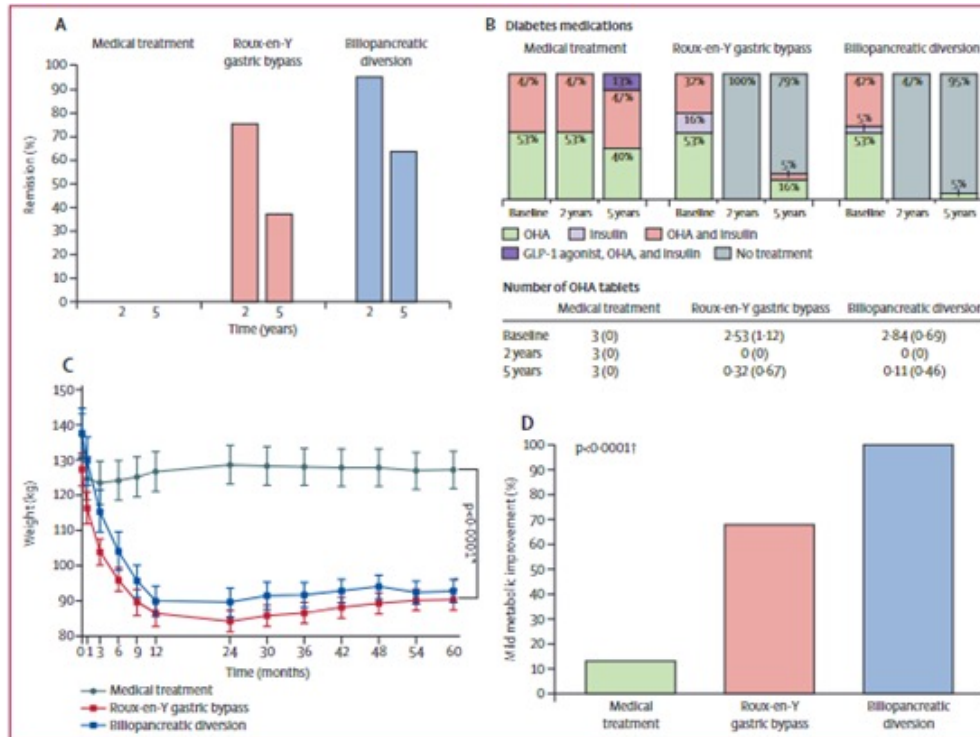 A
Medical treatment
Roux-en-Y gastric bypass
Biliopancreatic diversion
100
90
80
70
60
50
40
30
20
10
0
Remission (%)
2 5 2 5 2 5
Time (years)
B Diabetes medications
Medical treatment
Roux-en-Y gastric bypass
Biliopancreatic diversion
47% 47% 13% 32% 100% 79% 42% 47% 95%
47% 16% 5% 5% 5%
53% 53% 40% 53% 16% 53%
Baseline 2 years 5 years Baseline 2 years 5 years Baseline 2 years 5 years
OHA Insulin OHA and insulin
GLP-1 agonist, OHA, and insulin No treatment
Number of OHA tablets
Medical treatment Roux-en-Y gastric bypass Biliopancreatic diversion
Baseline 3 (0) 2·53 (1·12) 2·84 (0·69)
2 years 3 (0) 0 (0) 0 (0)
5 years 3 (0) 0·32 (0·67) 0·11 (0·46)
C
150
140
130
120
110
100
90
80
Weight (kg)
0 1 3 6 9 12 24 30 36 42 48 54 60
Time (months)
Medical treatment
Roux-en-Y gastric bypass
Biliopancreatic diversion
D
p<0·0001†
100
90
80
70
60
50
40
30
20
10
0
Mild metabolic improvement (%)
Medical treatment
Roux-en-Y gastric bypass
Biliopancreatic diversion